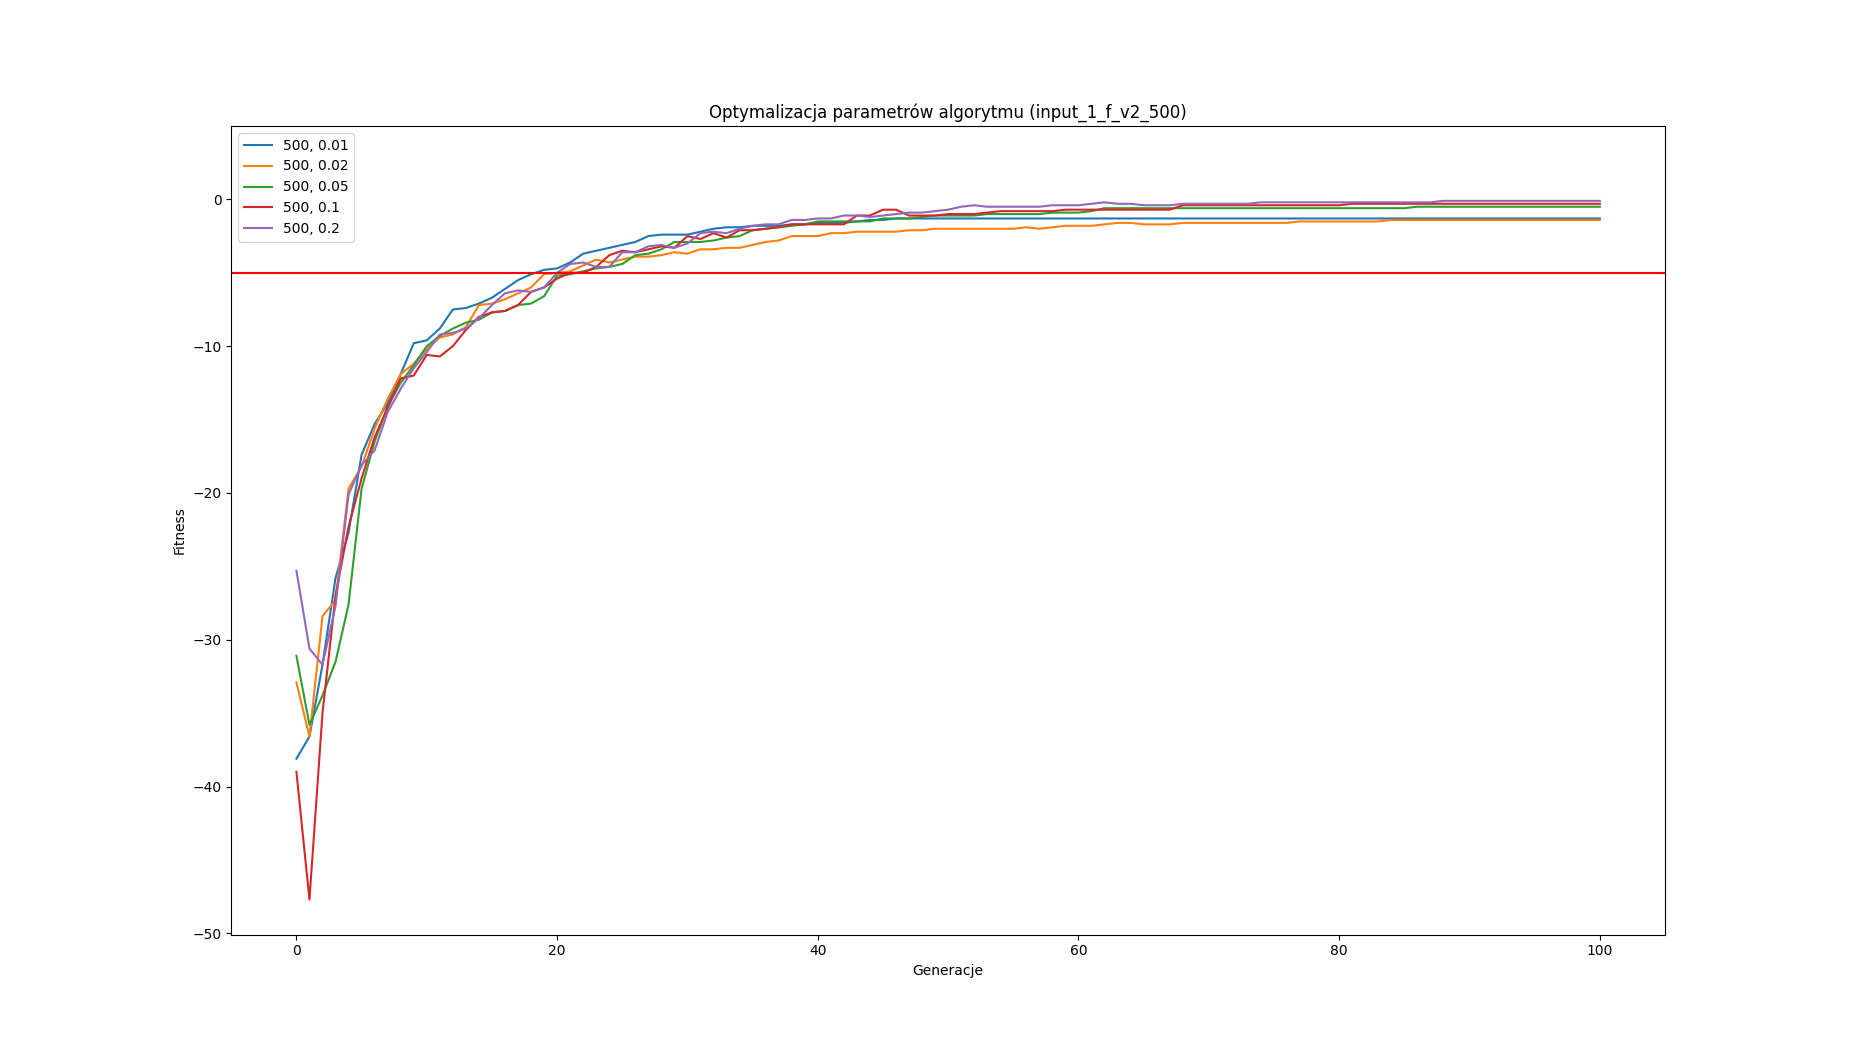 Optymalizacja parametrów algorytmu (input_1_f_v2_500)
500, 0.01
500, 0.02
500, 0.05
500, 0.1
500, 0.2
0
−10
−20
−30
−40
−50
Fitness
0 20 40 60 80 100
Generacje